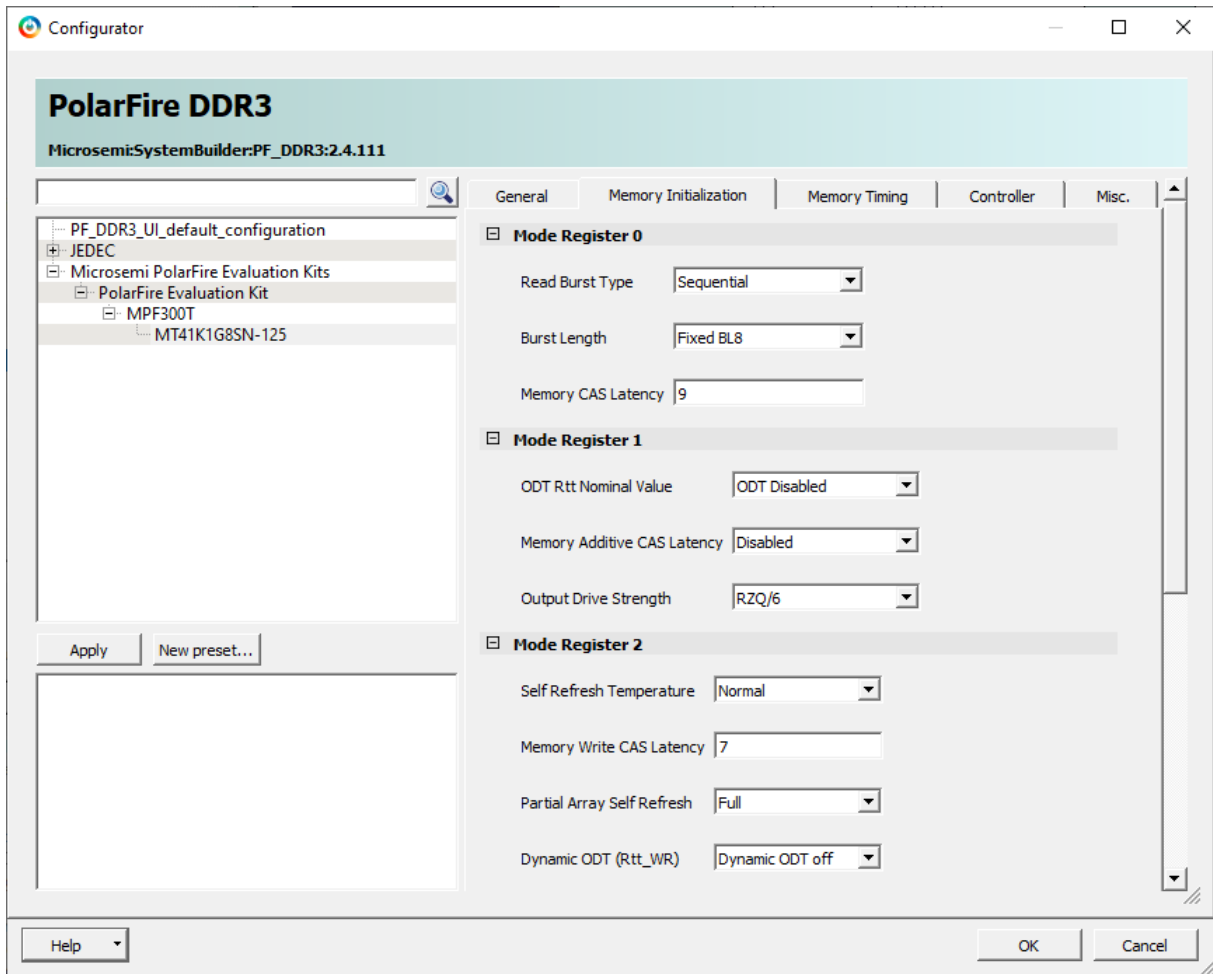 Configurator
PolarFire DDR3
Microsemi:SystemBuilder:PF_DDR3:2.4.111
PF_DDR3_UI_default_configuration
JEDEC
Microsemi PolarFire Evaluation Kits
PolarFire Evaluation Kit
MPF300T
MT41K1G8SN-125
Apply
New preset...
General
Memory Initialization
Memory Timing
Controller
Misc.
Mode Register 0
Read Burst Type Sequential
Burst Length Fixed BL8
Memory CAS Latency 9
Mode Register 1
ODT Rtt Nominal Value ODT Disabled
Memory Additive CAS Latency Disabled
Output Drive Strength RZQ/6
Mode Register 2
Self Refresh Temperature Normal
Memory Write CAS Latency 7
Partial Array Self Refresh Full
Dynamic ODT (Rtt_WR) Dynamic ODT off
Help
OK
Cancel